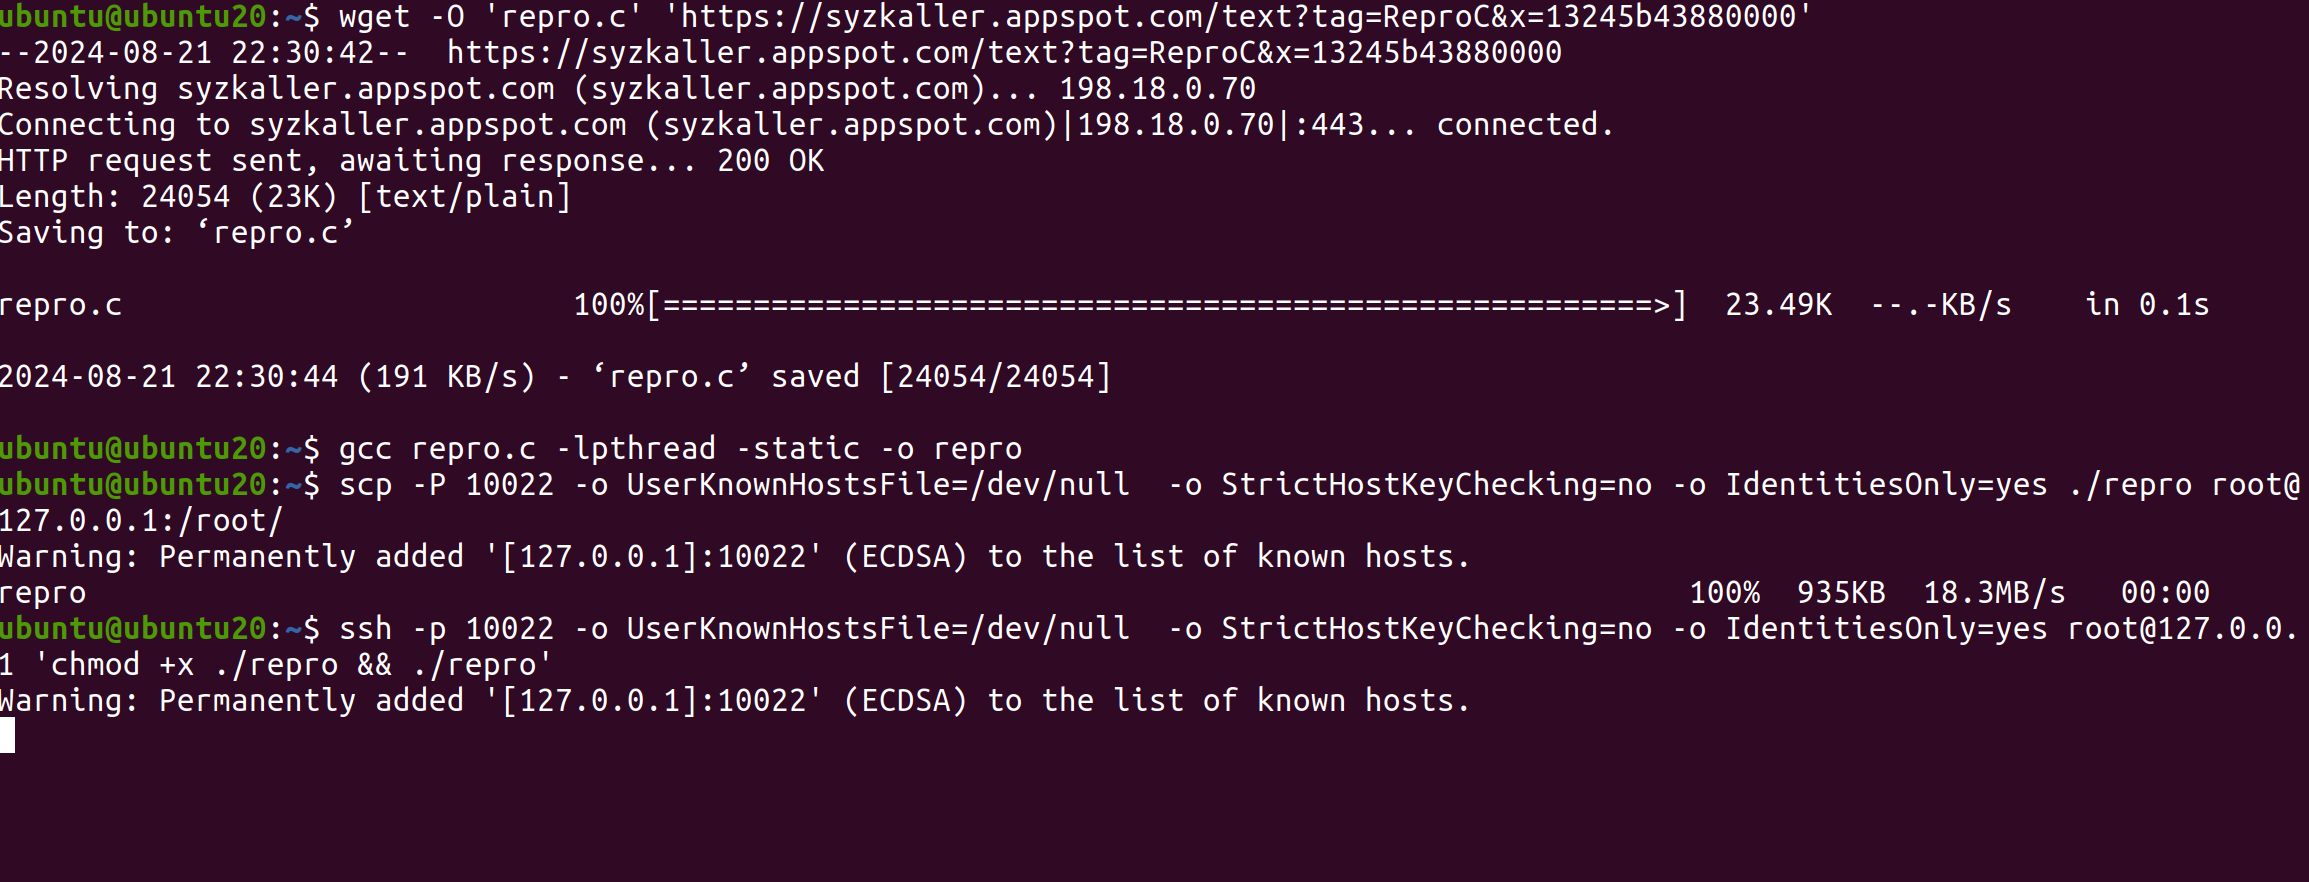 ubuntu@ubuntu20:~$ wget -O 'repro.c' 'https://syzkaller.appspot.com/text?tag=ReproC&x=13245b43880000'
--2024-08-21 22:30:42--  https://syzkaller.appspot.com/text?tag=ReproC&x=13245b43880000
Resolving syzkaller.appspot.com (syzkaller.appspot.com)... 198.18.0.70
Connecting to syzkaller.appspot.com (syzkaller.appspot.com)|198.18.0.70|:443... connected.
HTTP request sent, awaiting response... 200 OK
Length: 24054 (23K) [text/plain]
Saving to: ‘repro.c’
repro.c                         100%[=======================================================>]  23.49K  --.-KB/s    in 0.1s
2024-08-21 22:30:44 (191 KB/s) - ‘repro.c’ saved [24054/24054]
ubuntu@ubuntu20:~$ gcc repro.c -lpthread -static -o repro
ubuntu@ubuntu20:~$ scp -P 10022 -o UserKnownHostsFile=/dev/null  -o StrictHostKeyChecking=no -o IdentitiesOnly=yes ./repro root@
127.0.0.1:/root/
Warning: Permanently added '[127.0.0.1]:10022' (ECDSA) to the list of known hosts.
repro                                                                                         100%  935KB  18.3MB/s   00:00
ubuntu@ubuntu20:~$ ssh -p 10022 -o UserKnownHostsFile=/dev/null  -o StrictHostKeyChecking=no -o IdentitiesOnly=yes root@127.0.0.
1 'chmod +x ./repro && ./repro'
Warning: Permanently added '[127.0.0.1]:10022' (ECDSA) to the list of known hosts.